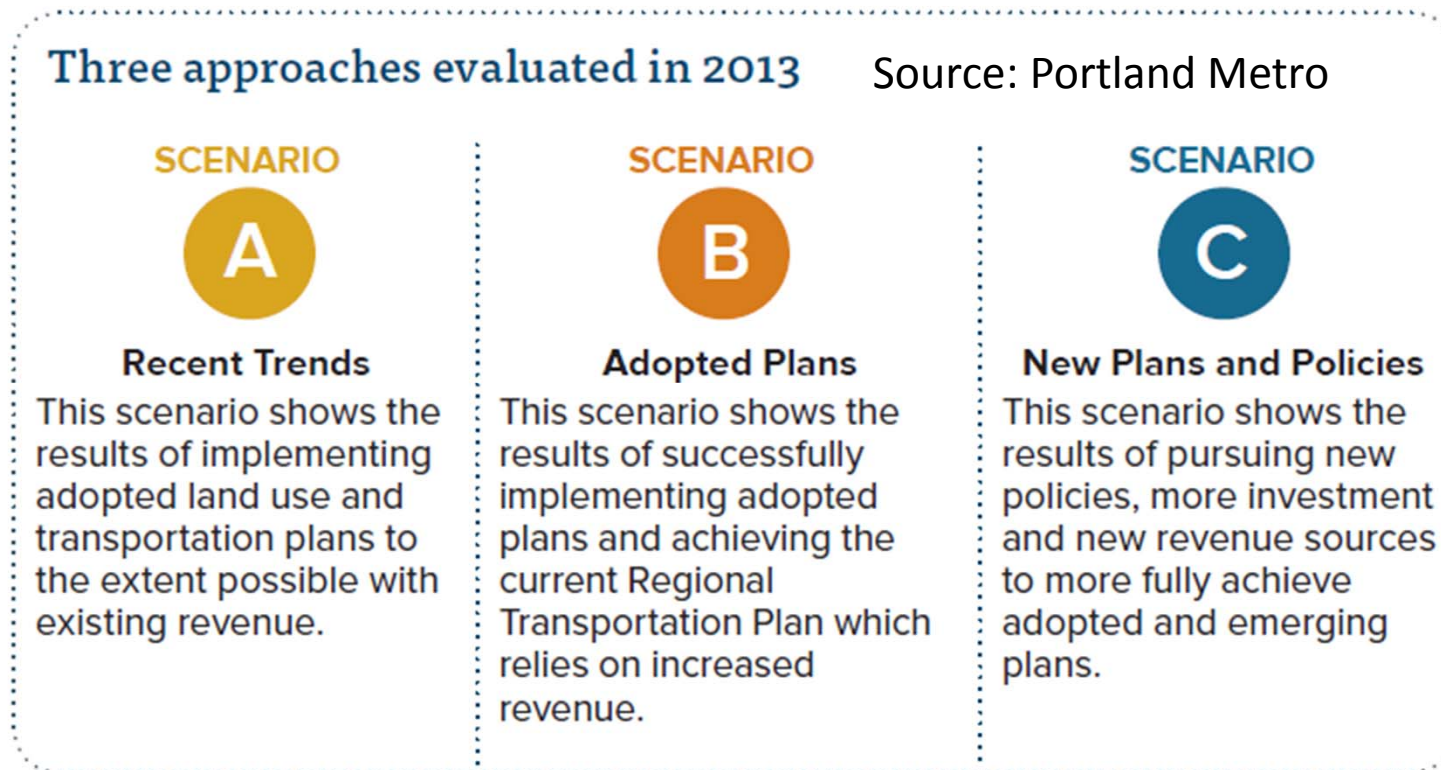 Three approaches evaluated in 2013
Source: Portland Metro
SCENARIO
A
Recent Trends
This scenario shows the
results of implementing
adopted land use and
transportation plans to
the extent possible with
existing revenue.
SCENARIO
B
Adopted Plans
This scenario shows the
results of successfully
implementing adopted
plans and achieving the
current Regional
Transportation Plan which
relies on increased
revenue.
SCENARIO
C
New Plans and Policies
This scenario shows the
results of pursuing new
policies, more investment
and new revenue sources
to more fully achieve
adopted and emerging
plans.